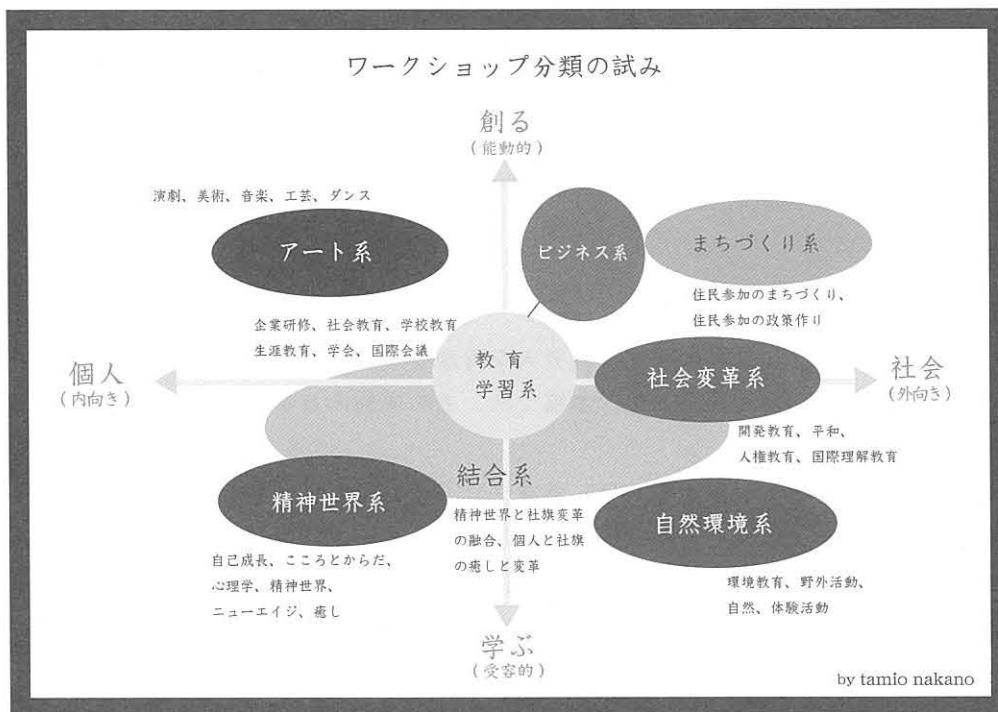 ワークショップ分類の試み
創る
(能動的)
演劇、美術、音楽、工芸、ダンス
アート系
ビジネス系
まちづくり系
住民参加のまちづくり、
住民参加の政策作り
企業研修、社会教育、学校教育
生涯教育、学会、国際会議
個人
(内向き)
教育
学習系
社会変革系
社会
(外向き)
開発教育、平和、
人権教育、国際理解教育
結合系
精神世界と社旗変革
の融合、個人と社旗
の癒しと変革
精神世界系
自己成長、こころとからだ、
心理学、精神世界、
ニューエイジ、癒し
自然環境系
環境教育、野外活動、
自然、体験活動
学ぶ
(受容的)
by tamio nakano